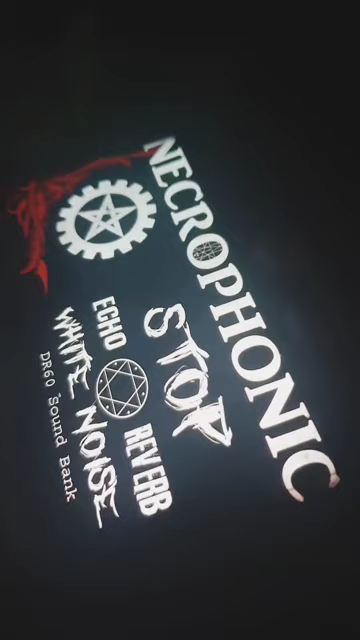 NECROPHONIC
STOP
ECHO REVERB
WHITE NOISE
DR60 Sound Bank